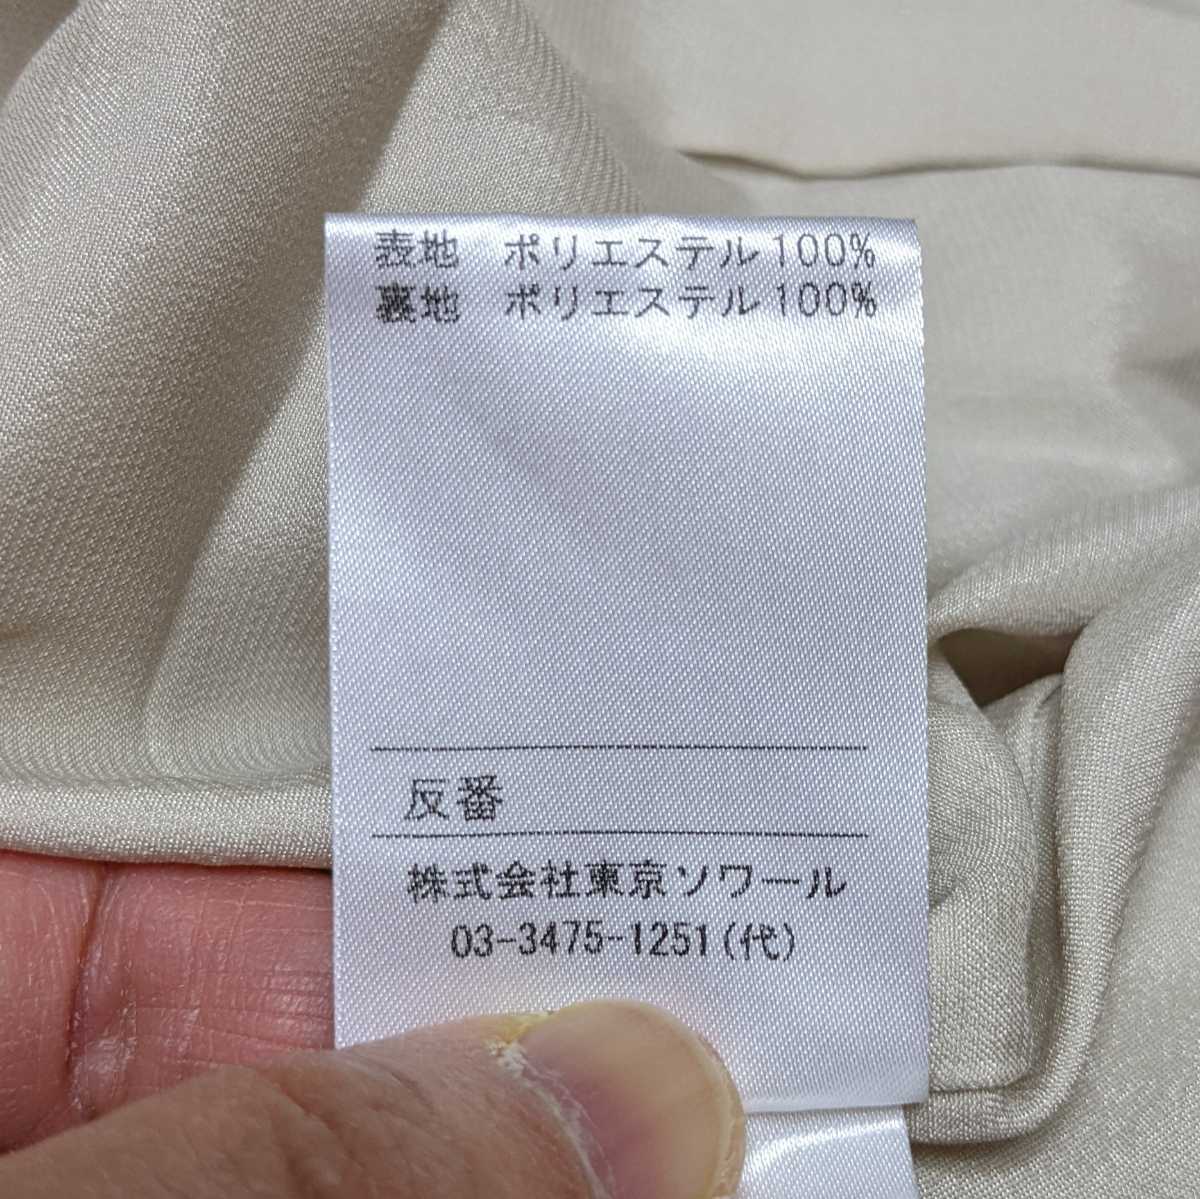 表地 ポリエステル100%
裏地 ポリエステル100%
反番
株式会社東京ソワール
03-3475-1251(代)